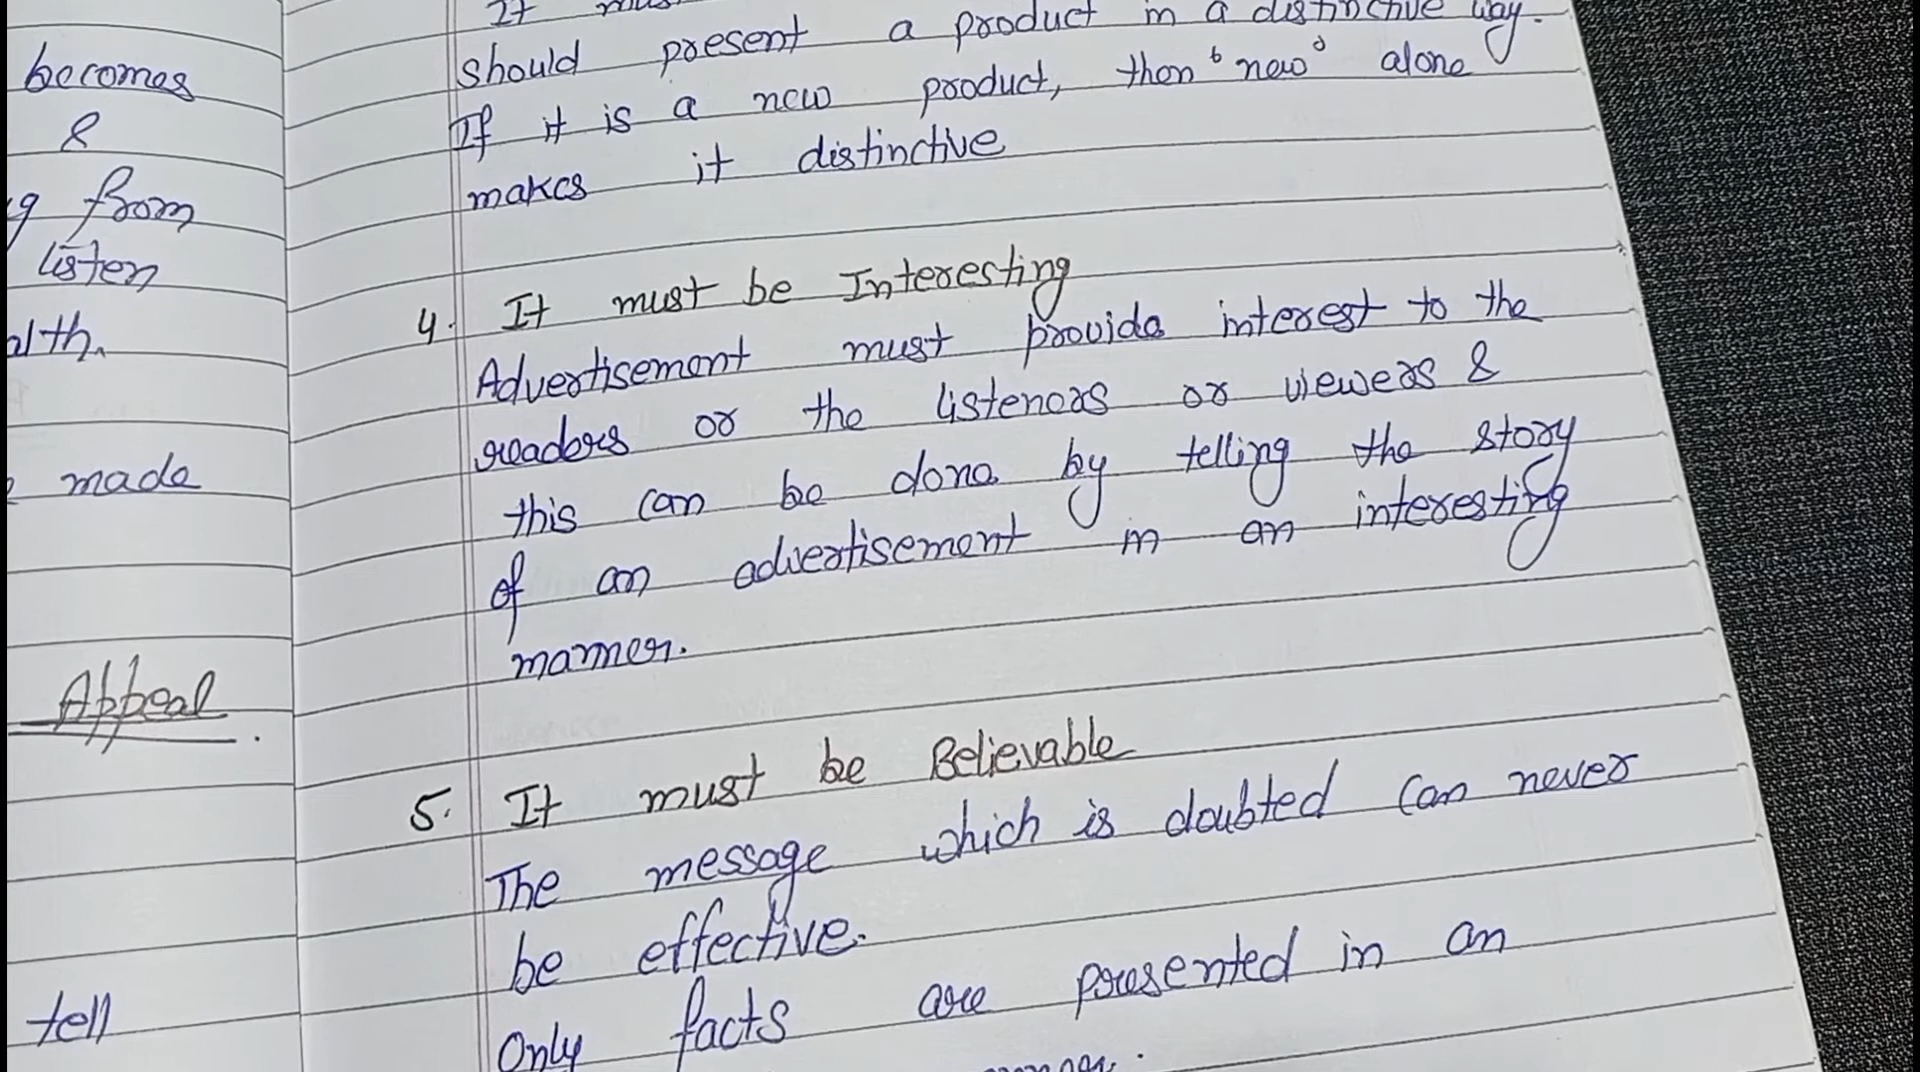 becomes
&
from
listen
made
Appeal.
tell
It
should present a product in a distinctive way.
If it is a new product, then 'new' alone
makes it distinctive
4. It must be Interesting
Advertisement must provide interest to the
readers or the listeners or viewers &
this can be done by telling the story
of an advertisement in an interesting
manner.
5. It must be Believable
The message which is doubted can never
be effective.
Only facts are presented in an